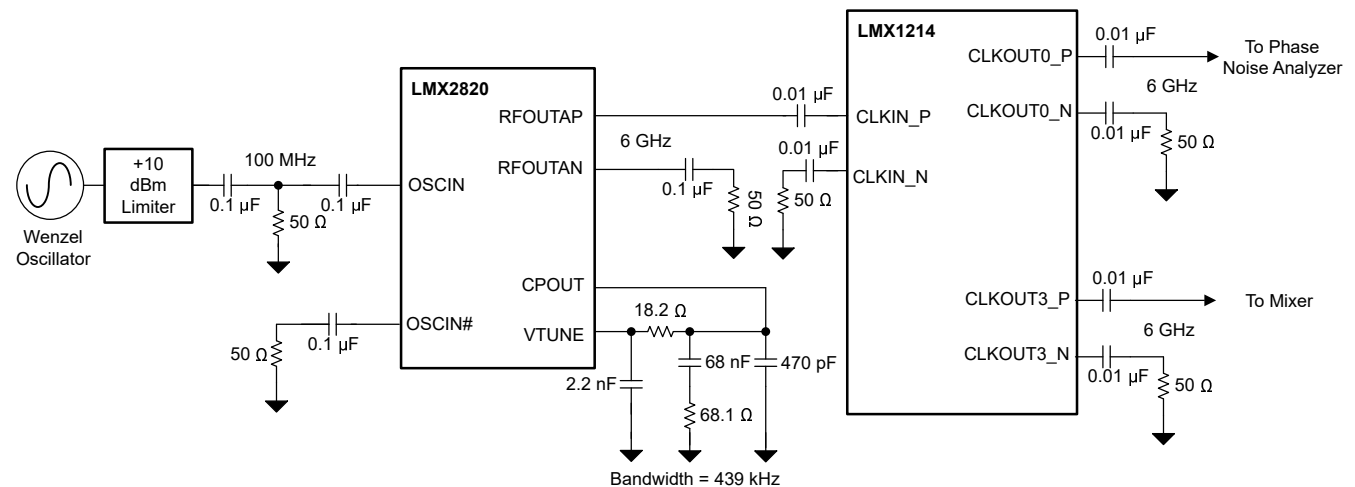 LMX1214
0.01 µF
CLKOUT0_P
To Phase
Noise Analyzer
6 GHz
CLKOUT0_N
0.01 µF
50 Ω
LMX2820
RFOUTAP
0.01 µF
CLKIN_P
6 GHz
RFOUTAN
0.1 µF
50 Ω
0.01 µF
CLKIN_N
50 Ω
+10
dBm
Limiter
100 MHz
0.1 µF
0.1 µF
50 Ω
OSCIN
Wenzel
Oscillator
CPOUT
18.2 Ω
OSCIN#
0.1 µF
50 Ω
VTUNE
68 nF
470 pF
2.2 nF
68.1 Ω
Bandwidth = 439 kHz
0.01 µF
CLKOUT3_P
To Mixer
6 GHz
CLKOUT3_N
0.01 µF
50 Ω